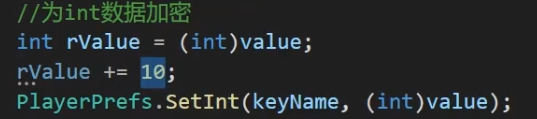 //为int数据加密
int rValue = (int)value;
rValue += 10;
PlayerPrefs.SetInt(keyName, (int)value);